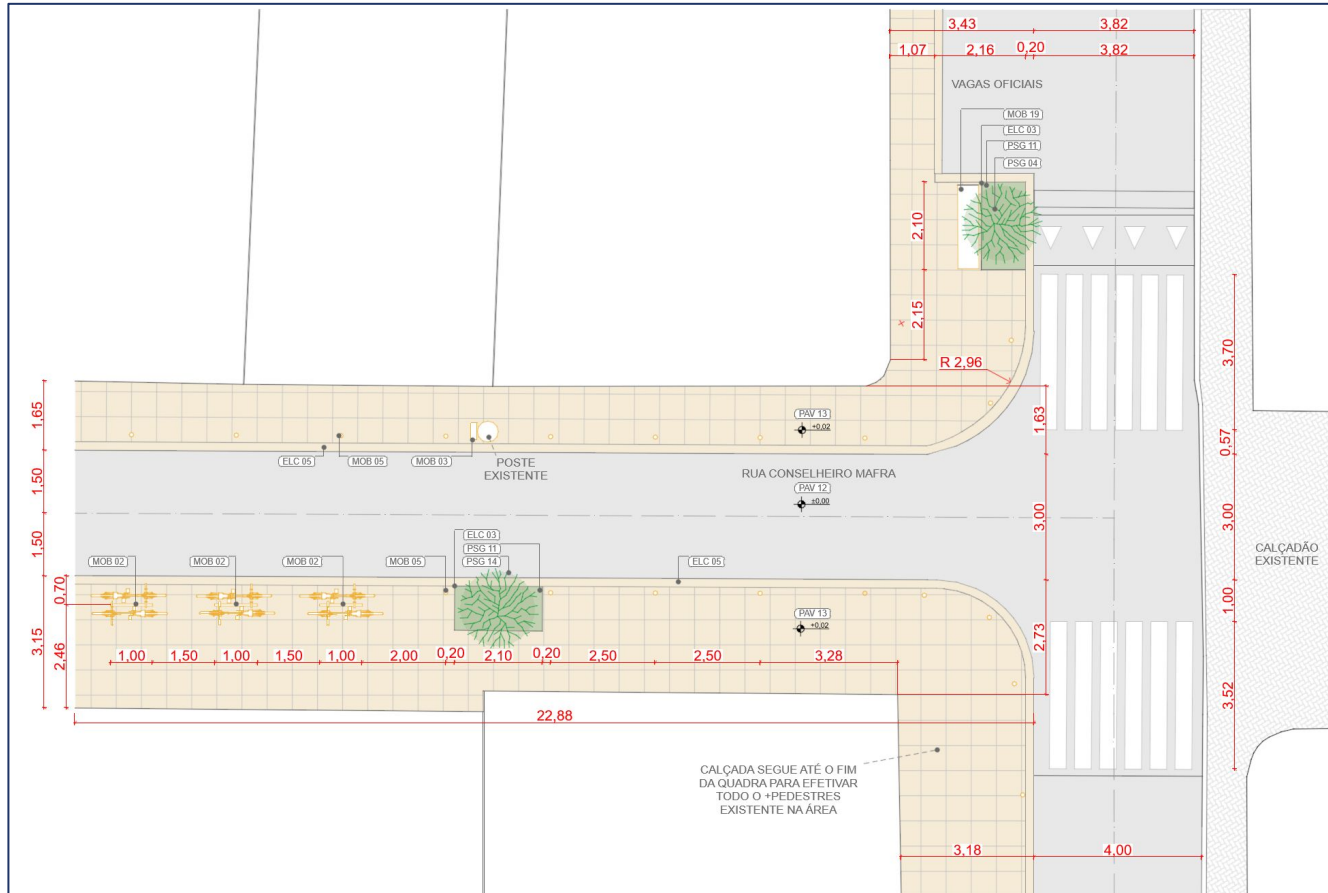 3,43
3,82
1,07
2,16
0,20
3,82
VAGAS OFICIAIS
MOB 19
ELC 03
PSG 11
PSG 04
2,10
2,15
R 2,96
3,70
1,65
1,63
0,57
PAV 13
+0,02
ELC 05
MOB 05
MOB 03
POSTE
EXISTENTE
RUA CONSELHEIRO MAFRA
PAV 12
±0,00
1,50
1,50
3,00
3,00
CALÇADÃO
EXISTENTE
ELC 03
PSG 11
PSG 14
MOB 02
MOB 02
MOB 02
MOB 05
ELC 05
0,70
3,15
2,46
PAV 13
+0,02
1,00
2,73
1,00
1,50
1,00
1,50
1,00
2,00
0,20
2,10
0,20
2,50
2,50
3,28
3,52
22,88
CALÇADA SEGUE ATÉ O FIM
DA QUADRA PARA EFETIVAR
TODO O +PEDESTRES
EXISTENTE NA ÁREA
3,18
4,00